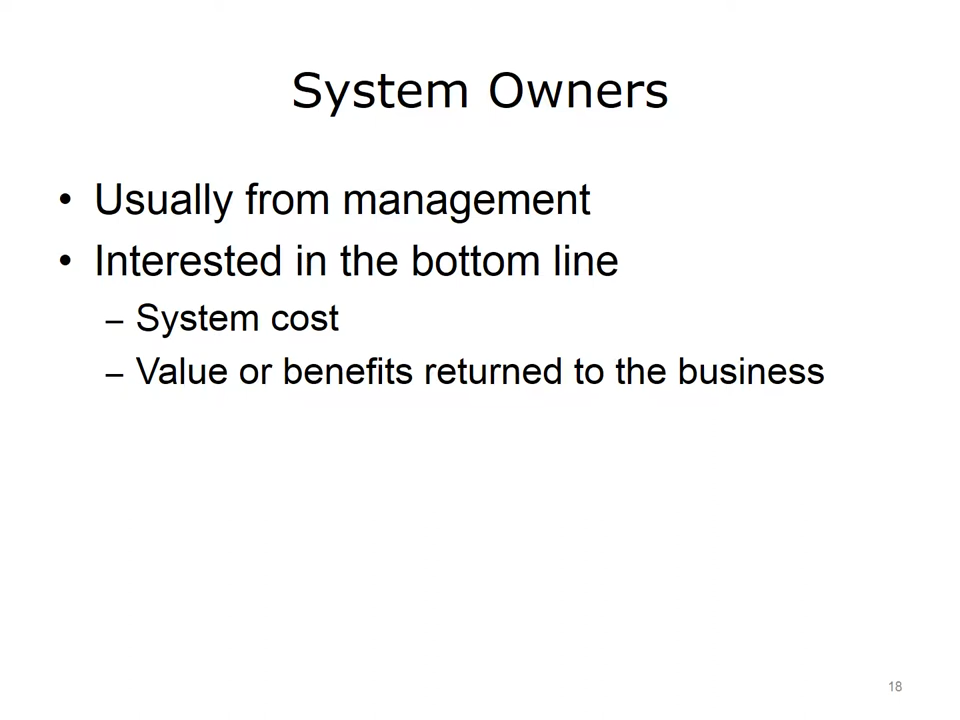 System Owners
• Usually from management
• Interested in the bottom line
– System cost
– Value or benefits returned to the business
18